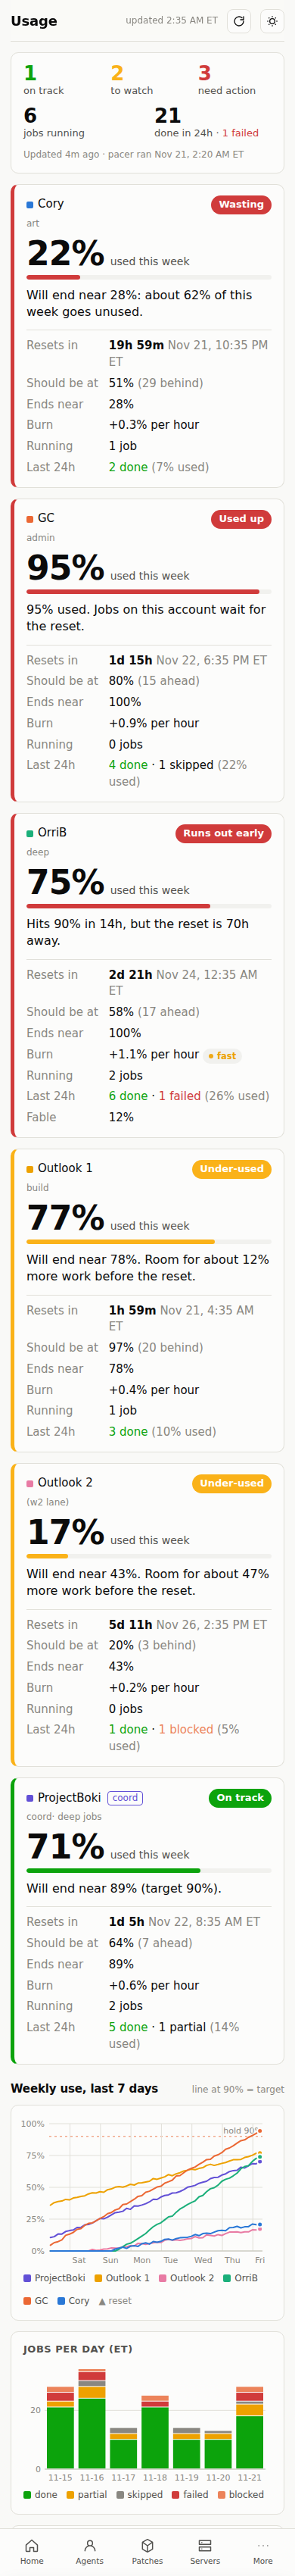 Usage updated 2:35 AM ET
1 2 3
on track to watch need action
6 21
jobs running done in 24h · 1 failed
Updated 4m ago · pacer ran Nov 21, 2:20 AM ET
Cory Wasting
art
22% used this week
Will end near 28%: about 62% of this
week goes unused.
Resets in 19h 59m Nov 21, 10:35 PM
ET
Should be at 51% (29 behind)
Ends near 28%
Burn +0.3% per hour
Running 1 job
Last 24h 2 done (7% used)
GC Used up
admin
95% used this week
95% used. Jobs on this account wait for
the reset.
Resets in 1d 15h Nov 22, 6:35 PM ET
Should be at 80% (15 ahead)
Ends near 100%
Burn +0.9% per hour
Running 0 jobs
Last 24h 4 done · 1 skipped (22%
used)
OrriB Runs out early
deep
75% used this week
Hits 90% in 14h, but the reset is 70h
away.
Resets in 2d 21h Nov 24, 12:35 AM
ET
Should be at 58% (17 ahead)
Ends near 100%
Burn +1.1% per hour fast
Running 2 jobs
Last 24h 6 done · 1 failed (26% used)
Fable 12%
Outlook 1 Under-used
build
77% used this week
Will end near 78%. Room for about 12%
more work before the reset.
Resets in 1h 59m Nov 21, 4:35 AM
ET
Should be at 97% (20 behind)
Ends near 78%
Burn +0.4% per hour
Running 1 job
Last 24h 3 done (10% used)
Outlook 2 Under-used
(w2 lane)
17% used this week
Will end near 43%. Room for about 47%
more work before the reset.
Resets in 5d 11h Nov 26, 2:35 PM ET
Should be at 20% (3 behind)
Ends near 43%
Burn +0.2% per hour
Running 0 jobs
Last 24h 1 done · 1 blocked (5%
used)
ProjectBoki coord On track
coord· deep jobs
71% used this week
Will end near 89% (target 90%).
Resets in 1d 5h Nov 22, 8:35 AM ET
Should be at 64% (7 ahead)
Ends near 89%
Burn +0.6% per hour
Running 2 jobs
Last 24h 5 done · 1 partial (14%
used)
Weekly use, last 7 days line at 90% = target
100%
hold 90%
75%
50%
25%
0%
Sat Sun Mon Tue Wed Thu Fri
ProjectBoki Outlook 1 Outlook 2 OrriB
GC Cory ▲ reset
JOBS PER DAY (ET)
20
0
11-15 11-16 11-17 11-18 11-19 11-20 11-21
done partial skipped failed blocked
Home Agents Patches Servers More